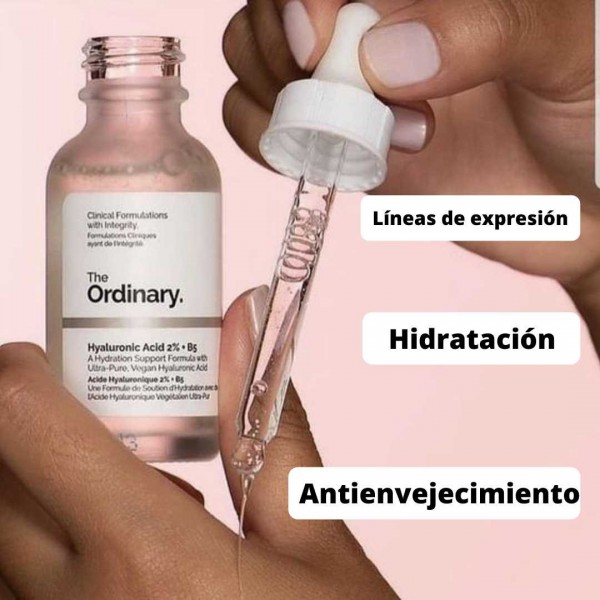 Clinical Formulations
with Integrity.
Formulations Cliniques
ayant de l'Intégrité.
The
Ordinary.
Hyaluronic Acid 2% + B5
A Hydration Support Formula with
Ultra-Pure, Vegan Hyaluronic Acid
Acide Hyaluronique 2% + B5
Une Formule de Soutien d'Hydratation avec de
l'Acide Hyaluronique Végétalien Ultra-Pur
Líneas de expresión
Hidratación
Antienvejecimiento